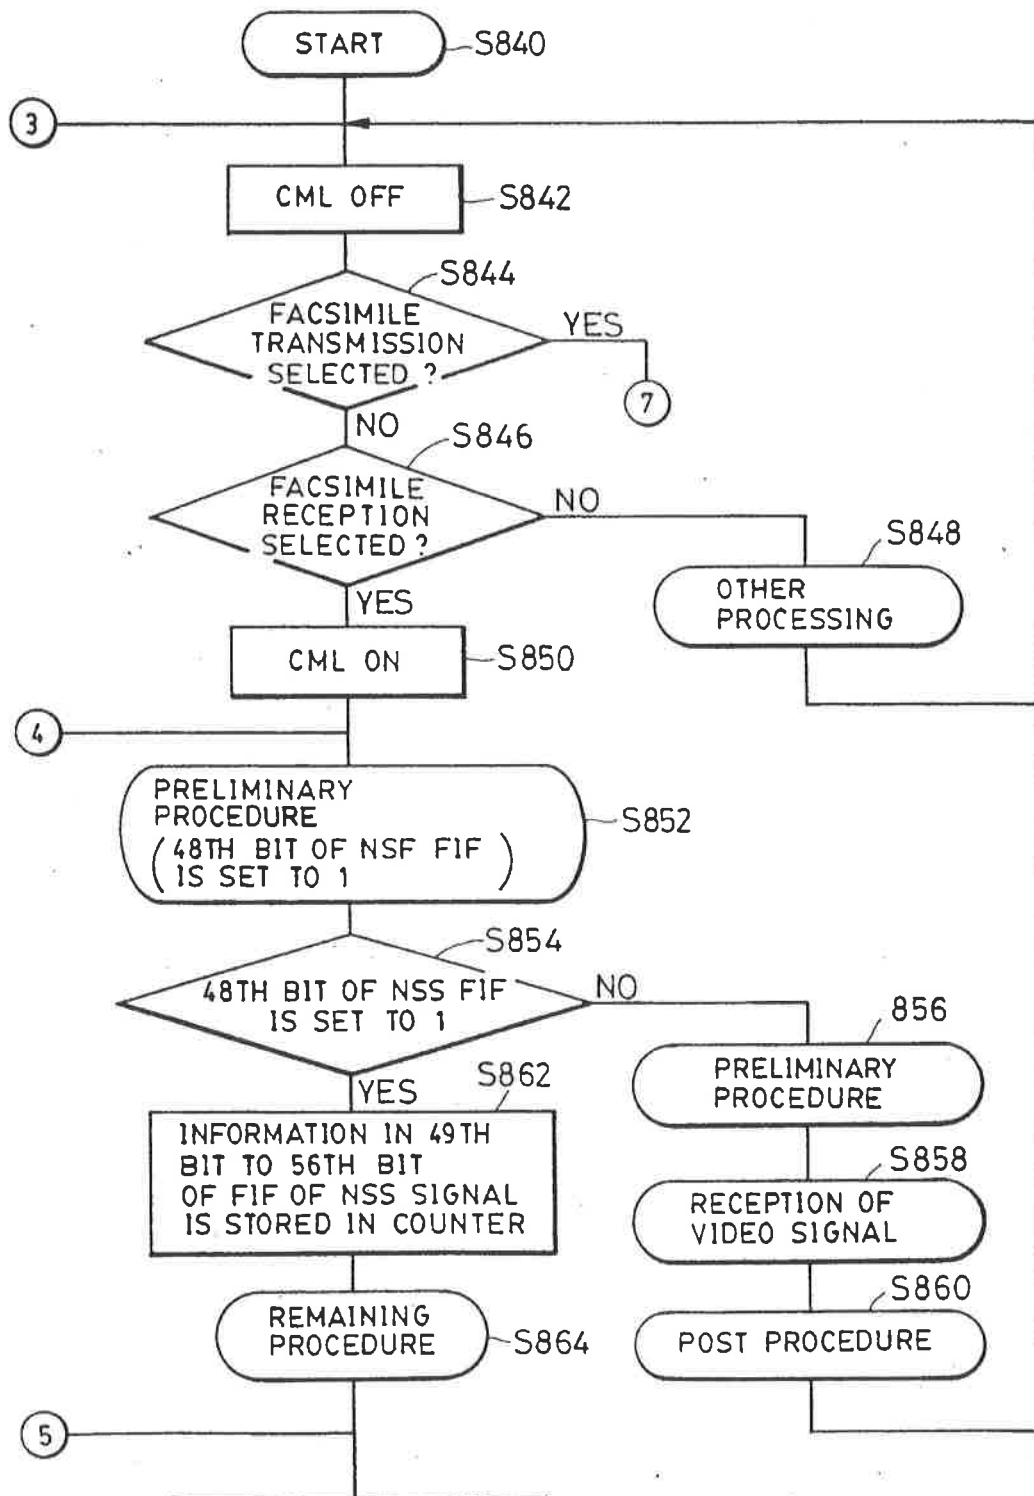 START
S840
3
CML OFF
S842
S844
FACSIMILE
TRANSMISSION
SELECTED ?
YES
7
NO
S846
FACSIMILE
RECEPTION
SELECTED ?
NO
S848
OTHER
PROCESSING
YES
CML ON
S850
4
PRELIMINARY
PROCEDURE
(48TH BIT OF NSF FIF
IS SET TO 1)
S852
S854
48TH BIT OF NSS FIF
IS SET TO 1
NO
856
PRELIMINARY
PROCEDURE
YES
S862
INFORMATION IN 49TH
BIT TO 56TH BIT
OF FIF OF NSS SIGNAL
IS STORED IN COUNTER
S858
RECEPTION OF
VIDEO SIGNAL
S860
POST PROCEDURE
REMAINING
PROCEDURE
S864
5